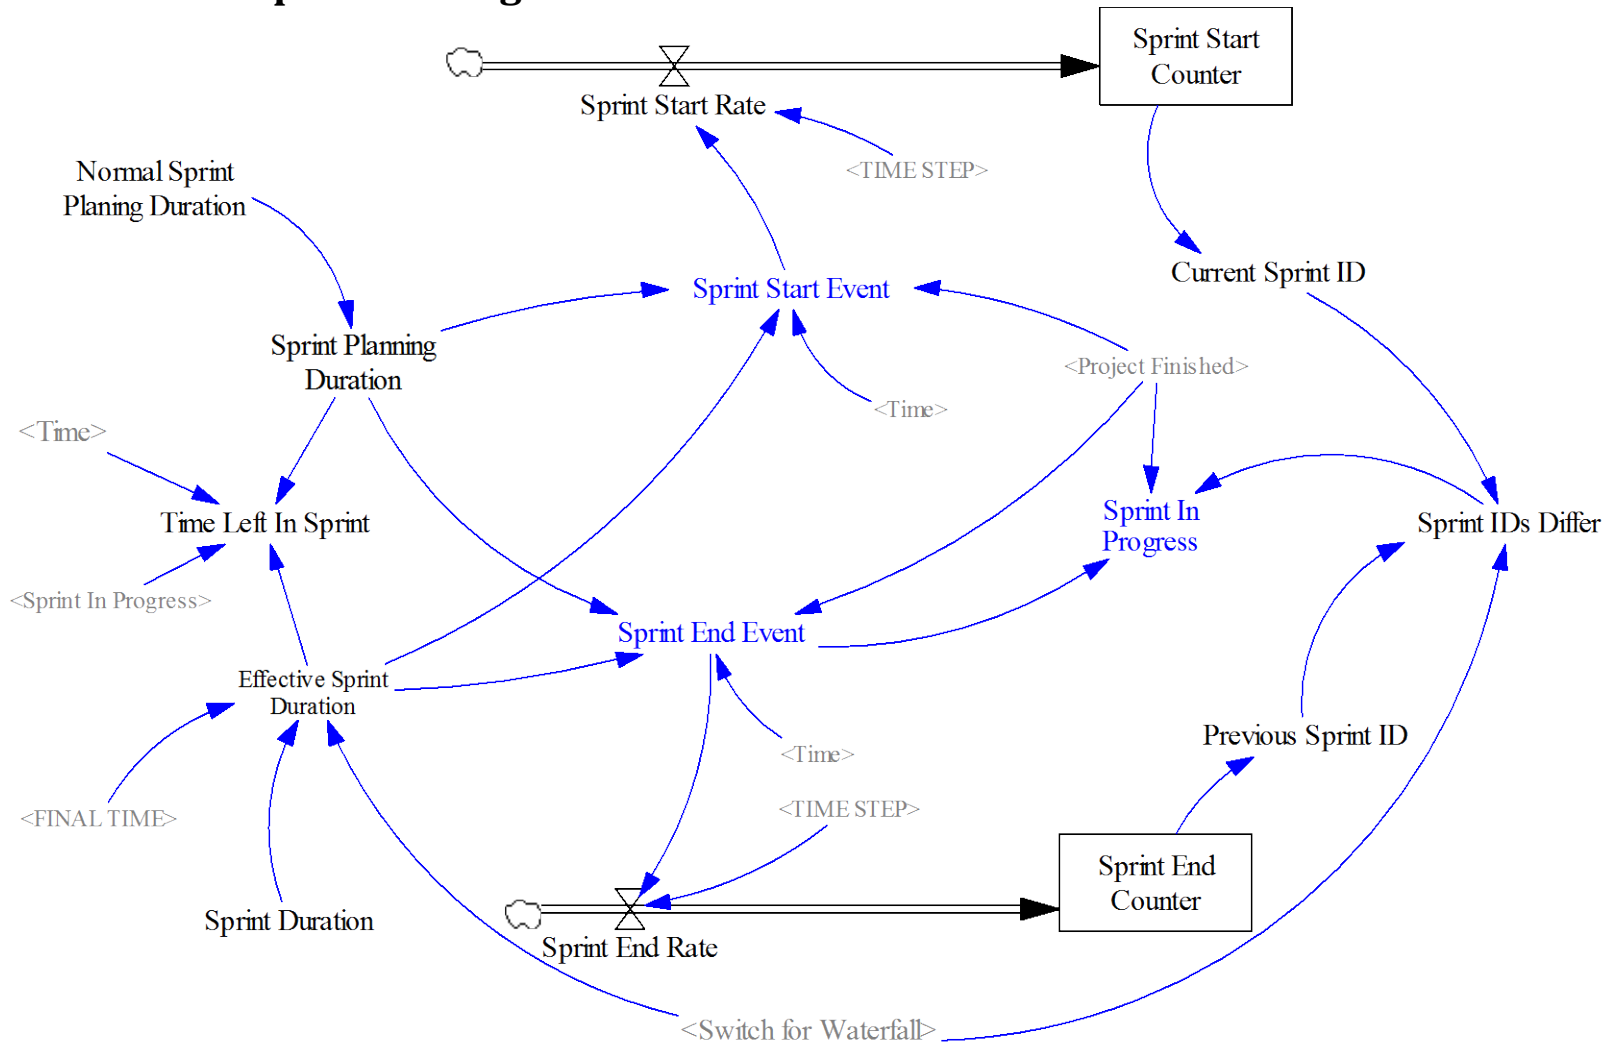 Sprint Start
Counter
Sprint Start Rate
<TIME STEP>
Normal Sprint
Planing Duration
Current Sprint ID
Sprint Start Event
Sprint Planning
Duration
<Project Finished>
<Time>
<Time>
Time Left In Sprint
Sprint In
Progress
Sprint IDs Differ
<Sprint In Progress>
Sprint End Event
Effective Sprint
Duration
Previous Sprint ID
<Time>
<TIME STEP>
<FINAL TIME>
Sprint End
Counter
Sprint Duration
Sprint End Rate
<Switch for Waterfall>